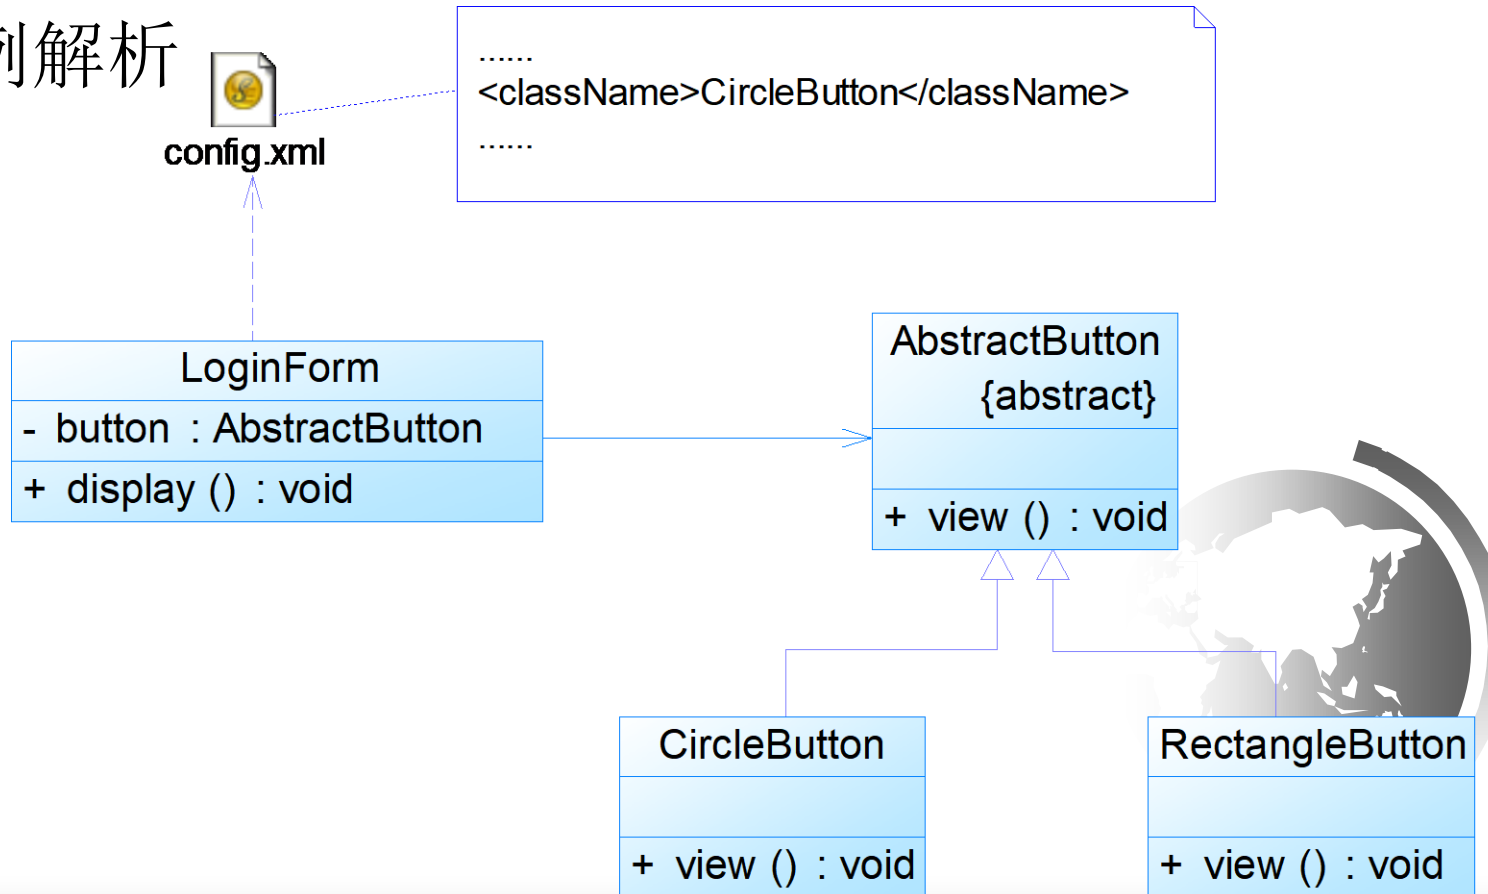 例解析
config.xml
......
<className>CircleButton</className>
......
LoginForm
- button : AbstractButton
+ display () : void
AbstractButton
{abstract}
+ view () : void
CircleButton
+ view () : void
RectangleButton
+ view () : void